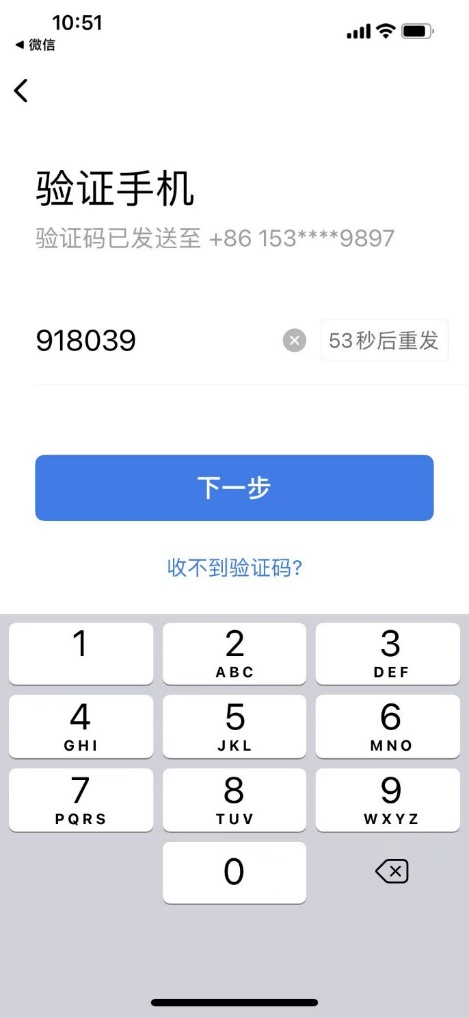 10:51
◀ 微信
验证手机
验证码已发送至 +86 153****9897
918039
53秒后重发
下一步
收不到验证码?
1
2
ABC
3
DEF
4
GHI
5
JKL
6
MNO
7
PQRS
8
TUV
9
WXYZ
0